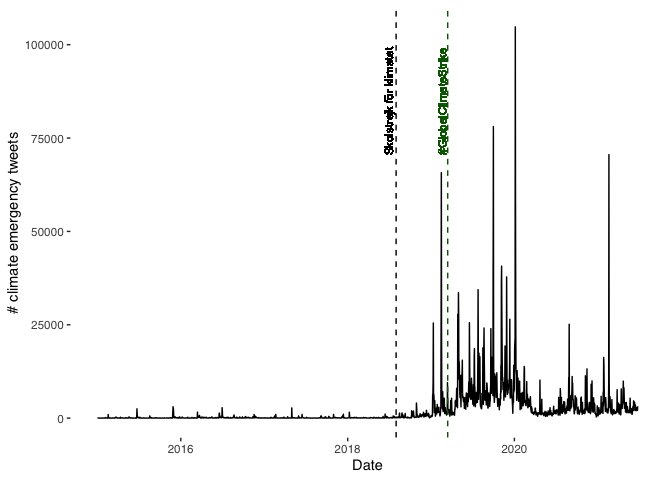 100000
75000
50000
25000
0
# climate emergency tweets
Skolstrejk för klimatet
#GlobalClimateStrike
2016
2018
2020
Date